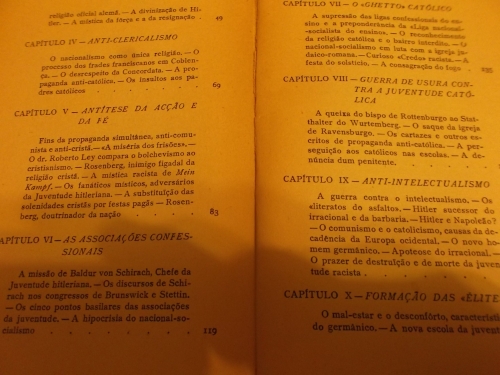 religião oficial alemã. — A divinização de Hi-
tler. — A mística da fôrça e a da resignação
49
CAPÍTULO IV — ANTI-CLERICALISMO
O nacionalismo como única religião. — O
processo dos frades franciscanos em Coblen-
ça. — O desrespeito da Concordata. — A pro-
paganda anti-católica. — Os insultos aos pa-
dres católicos
69
CAPÍTULO V — ANTÍTESE DA ACÇÃO E
DA FÉ
Fins da propaganda simultânea, anti-comu-
nista e anti-cristã. — «A miséria dos frisões». —
O dr. Roberto Ley compara o bolchevismo ao
cristianismo. — Rosenberg, inimigo figadal da
religião cristã. — A mística racista de Mein
Kampf. — Os fanáticos místicos, adversários
da Juventude hitleriana. — A substituição das
solenidades cristãs por festas pagãs — Rosen-
berg, doutrinador da nação
83
CAPÍTULO VI — AS ASSOCIAÇÕES CONFES-
SIONAIS
A missão de Baldur von Schirach, Chefe da
Juventude hitleriana. — Os discursos de Schi-
rach nos congressos de Brunswick e Stettin.
— Os cinco pontos basilares das associações
da juventude. — A hipocrisia do nacional-so-
cialismo
119
CAPÍTULO VII — O «GHETTO» CATÓLICO
A supressão das ligas confessionais do en-
sino e a preponderância da «Liga nacional-
-socialista do ensino». — O renouhecimento
da religião católica e o bairro interdito. — O
nacional-socialismo em luta com a igreja ju-
daico-romana. — Curioso «Credo» racista. — A
festa do solstício. — A consagração do fogo
135
CAPÍTULO VIII — GUERRA DE USURA CON-
TRA A JUVENTUDE CATÓ-
LICA
A queixa do bispo de Rottenburgo ao Stat-
thalter do Wurtemberg. — O saque da igreja
de Ravensburgo. — Os cartazes e outros es-
critos de propaganda anti-católica. — A per-
seguïção aos católicos nas escolas. — A de-
núncia dum penitente.
CAPÍTULO IX — ANTI-INTELECTUALISMO
A guerra contra o intelectualismo. — Os
«literatos do asfalto». — Hitler sucessor do
irracional e da barbaria. — Hitler e Napoleão?
— O comunismo e o catolicismo, causas da de-
cadência da Europa ocidental. — O novo ho-
mem germânico. — Apoteose do irracional. —
O prazer de destruïção e de morte da juven-
tude racista
CAPÍTULO X — FORMAÇÃO DAS «ÉLITE
O mal-estar e o desconfôrto, característi
do germânico. — A nova escola da juvent